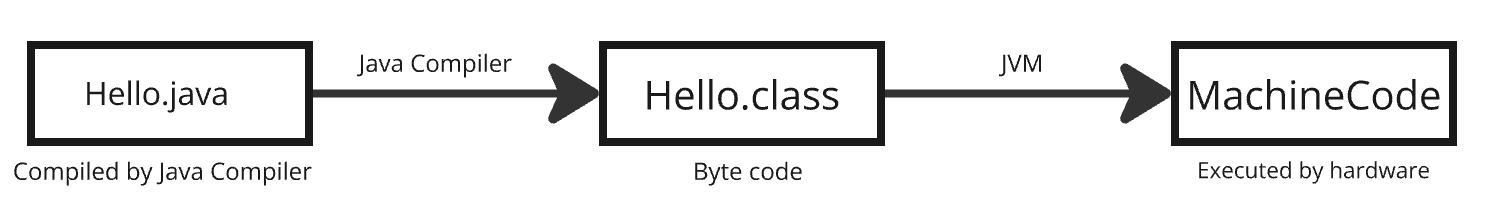 Hello.java
Java Compiler
Hello.class
JVM
MachineCode
Compiled by Java Compiler
Byte code
Executed by hardware